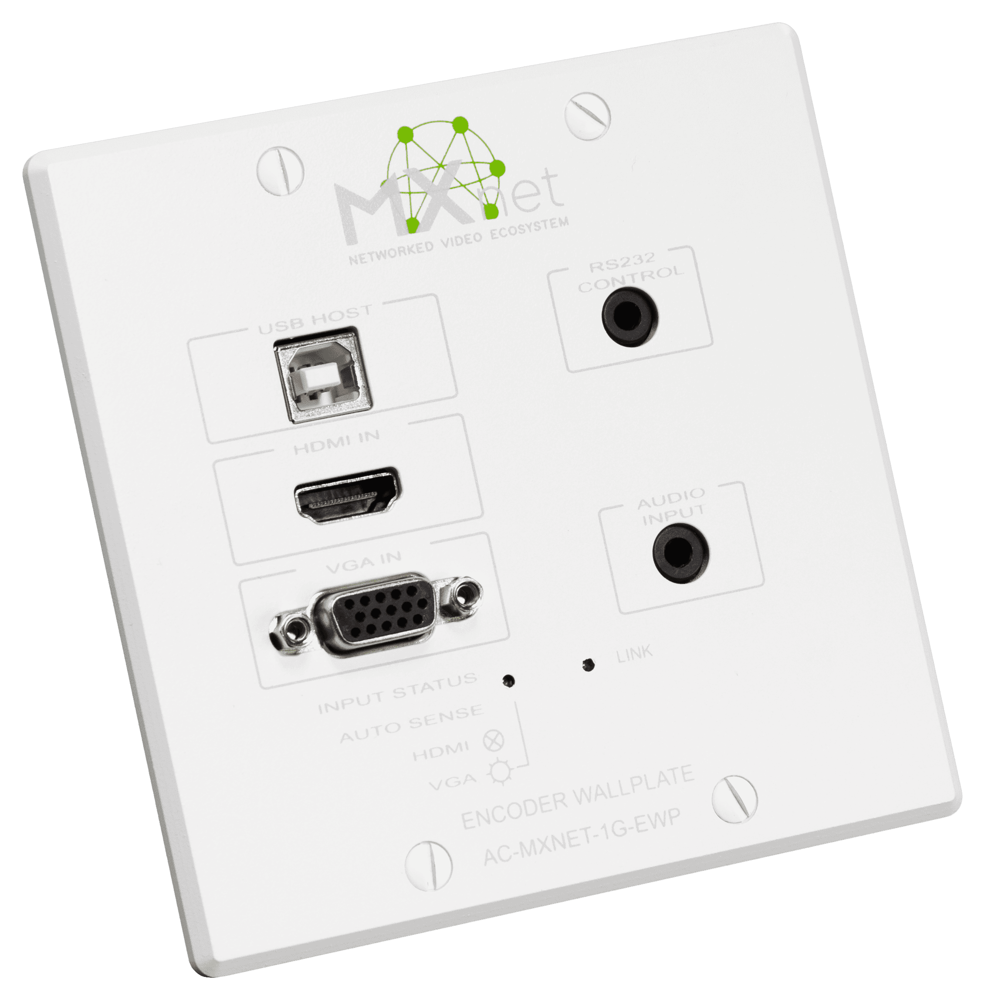 MXnet
NETWORKED VIDEO ECOSYSTEM
RS232
CONTROL
USB HOST
HDMI IN
AUDIO
INPUT
VGA IN
LINK
INPUT STATUS
AUTO SENSE
HDMI
VGA
ENCODER WALLPLATE
AC-MXNET-1G-EWP